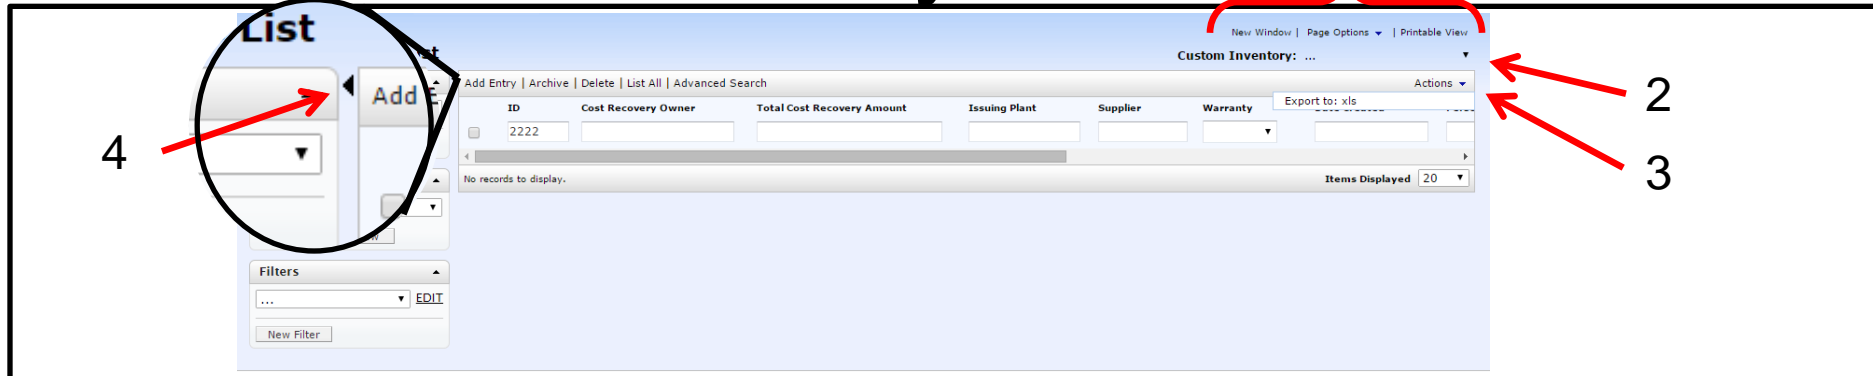 List
New Window | Page Options | Printable View
Custom Inventory: ...
Add Entry | Archive | Delete | List All | Advanced Search
Actions
Export to: xls
ID Cost Recovery Owner Total Cost Recovery Amount Issuing Plant Supplier Warranty
2222
No records to display.
Items Displayed 20
Add E
Filters
... EDIT
New Filter
2
3
4